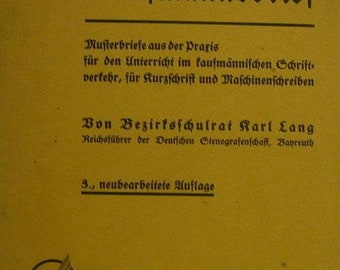 Musterbriefe aus der Praxis
für den Unterricht im kaufmännischen Schrift-
verkehr, für Kurzschrift und Maschinenschreiben
Von Bezirksschulrat Karl Lang
Reichsführer der Deutschen Stenografenschaft, Bayreuth
3., neubearbeitete Auflage